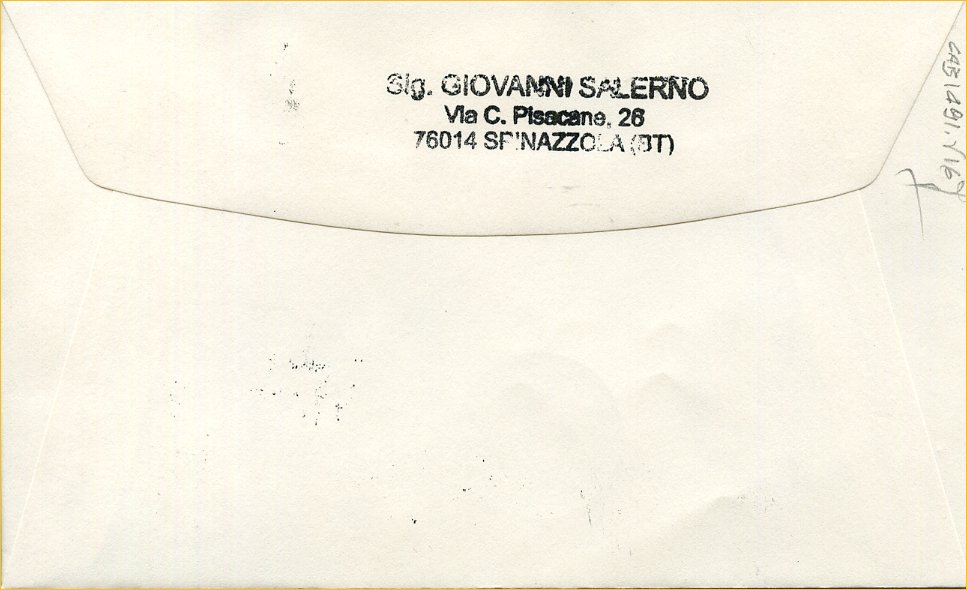 Sig. GIOVANNI SALERNO
Via C. Pisacane, 26
76014 SPINAZZOLA (BT)